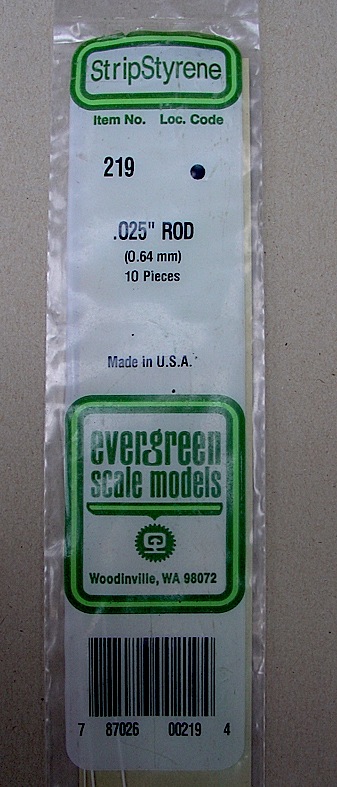 StripStyrene
Item No. Loc. Code
219
.025" ROD
(0.64 mm)
10 Pieces
Made in U.S.A.
evergreen
scale models
Woodinville, WA 98072
7 87026 00219 4